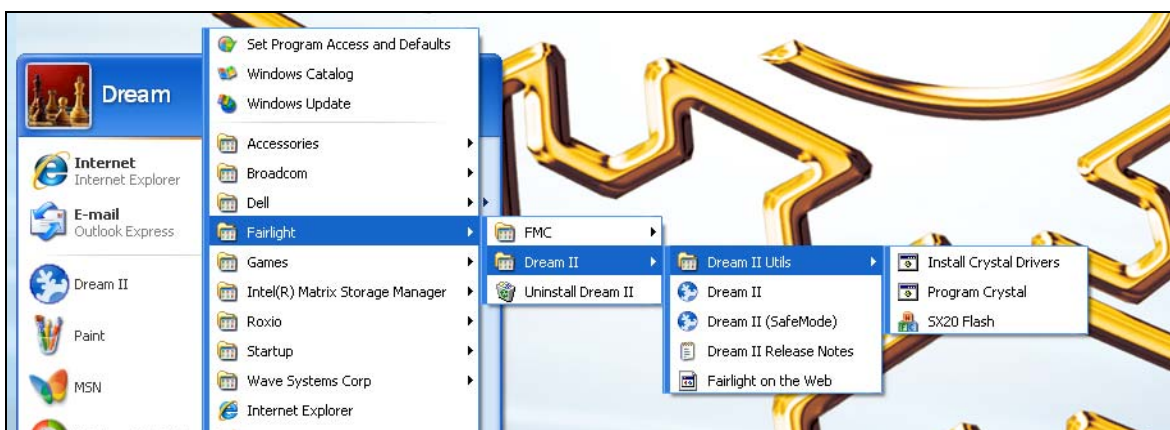 Dream
Internet
Internet Explorer
E-mail
Outlook Express
Dream II
Paint
MSN
Set Program Access and Defaults
Windows Catalog
Windows Update
Accessories
Broadcom
Dell
Fairlight
Games
Intel(R) Matrix Storage Manager
Roxio
Startup
Wave Systems Corp
Internet Explorer
FMC
Dream II
Uninstall Dream II
Dream II Utils
Dream II
Dream II (SafeMode)
Dream II Release Notes
Fairlight on the Web
Install Crystal Drivers
Program Crystal
SX20 Flash